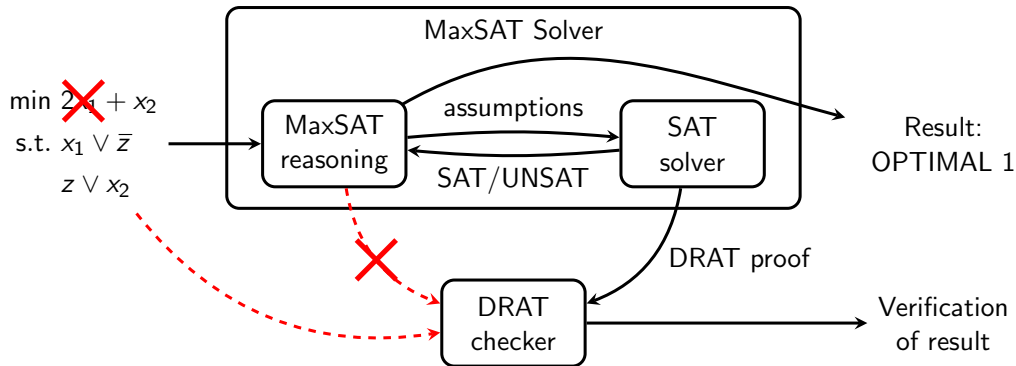 MaxSAT Solver
min 2x₁ + x₂
s.t. x₁ ∨ z̅
z ∨ x₂
MaxSAT
reasoning
assumptions
SAT/UNSAT
SAT
solver
Result:
OPTIMAL 1
DRAT proof
DRAT
checker
Verification
of result